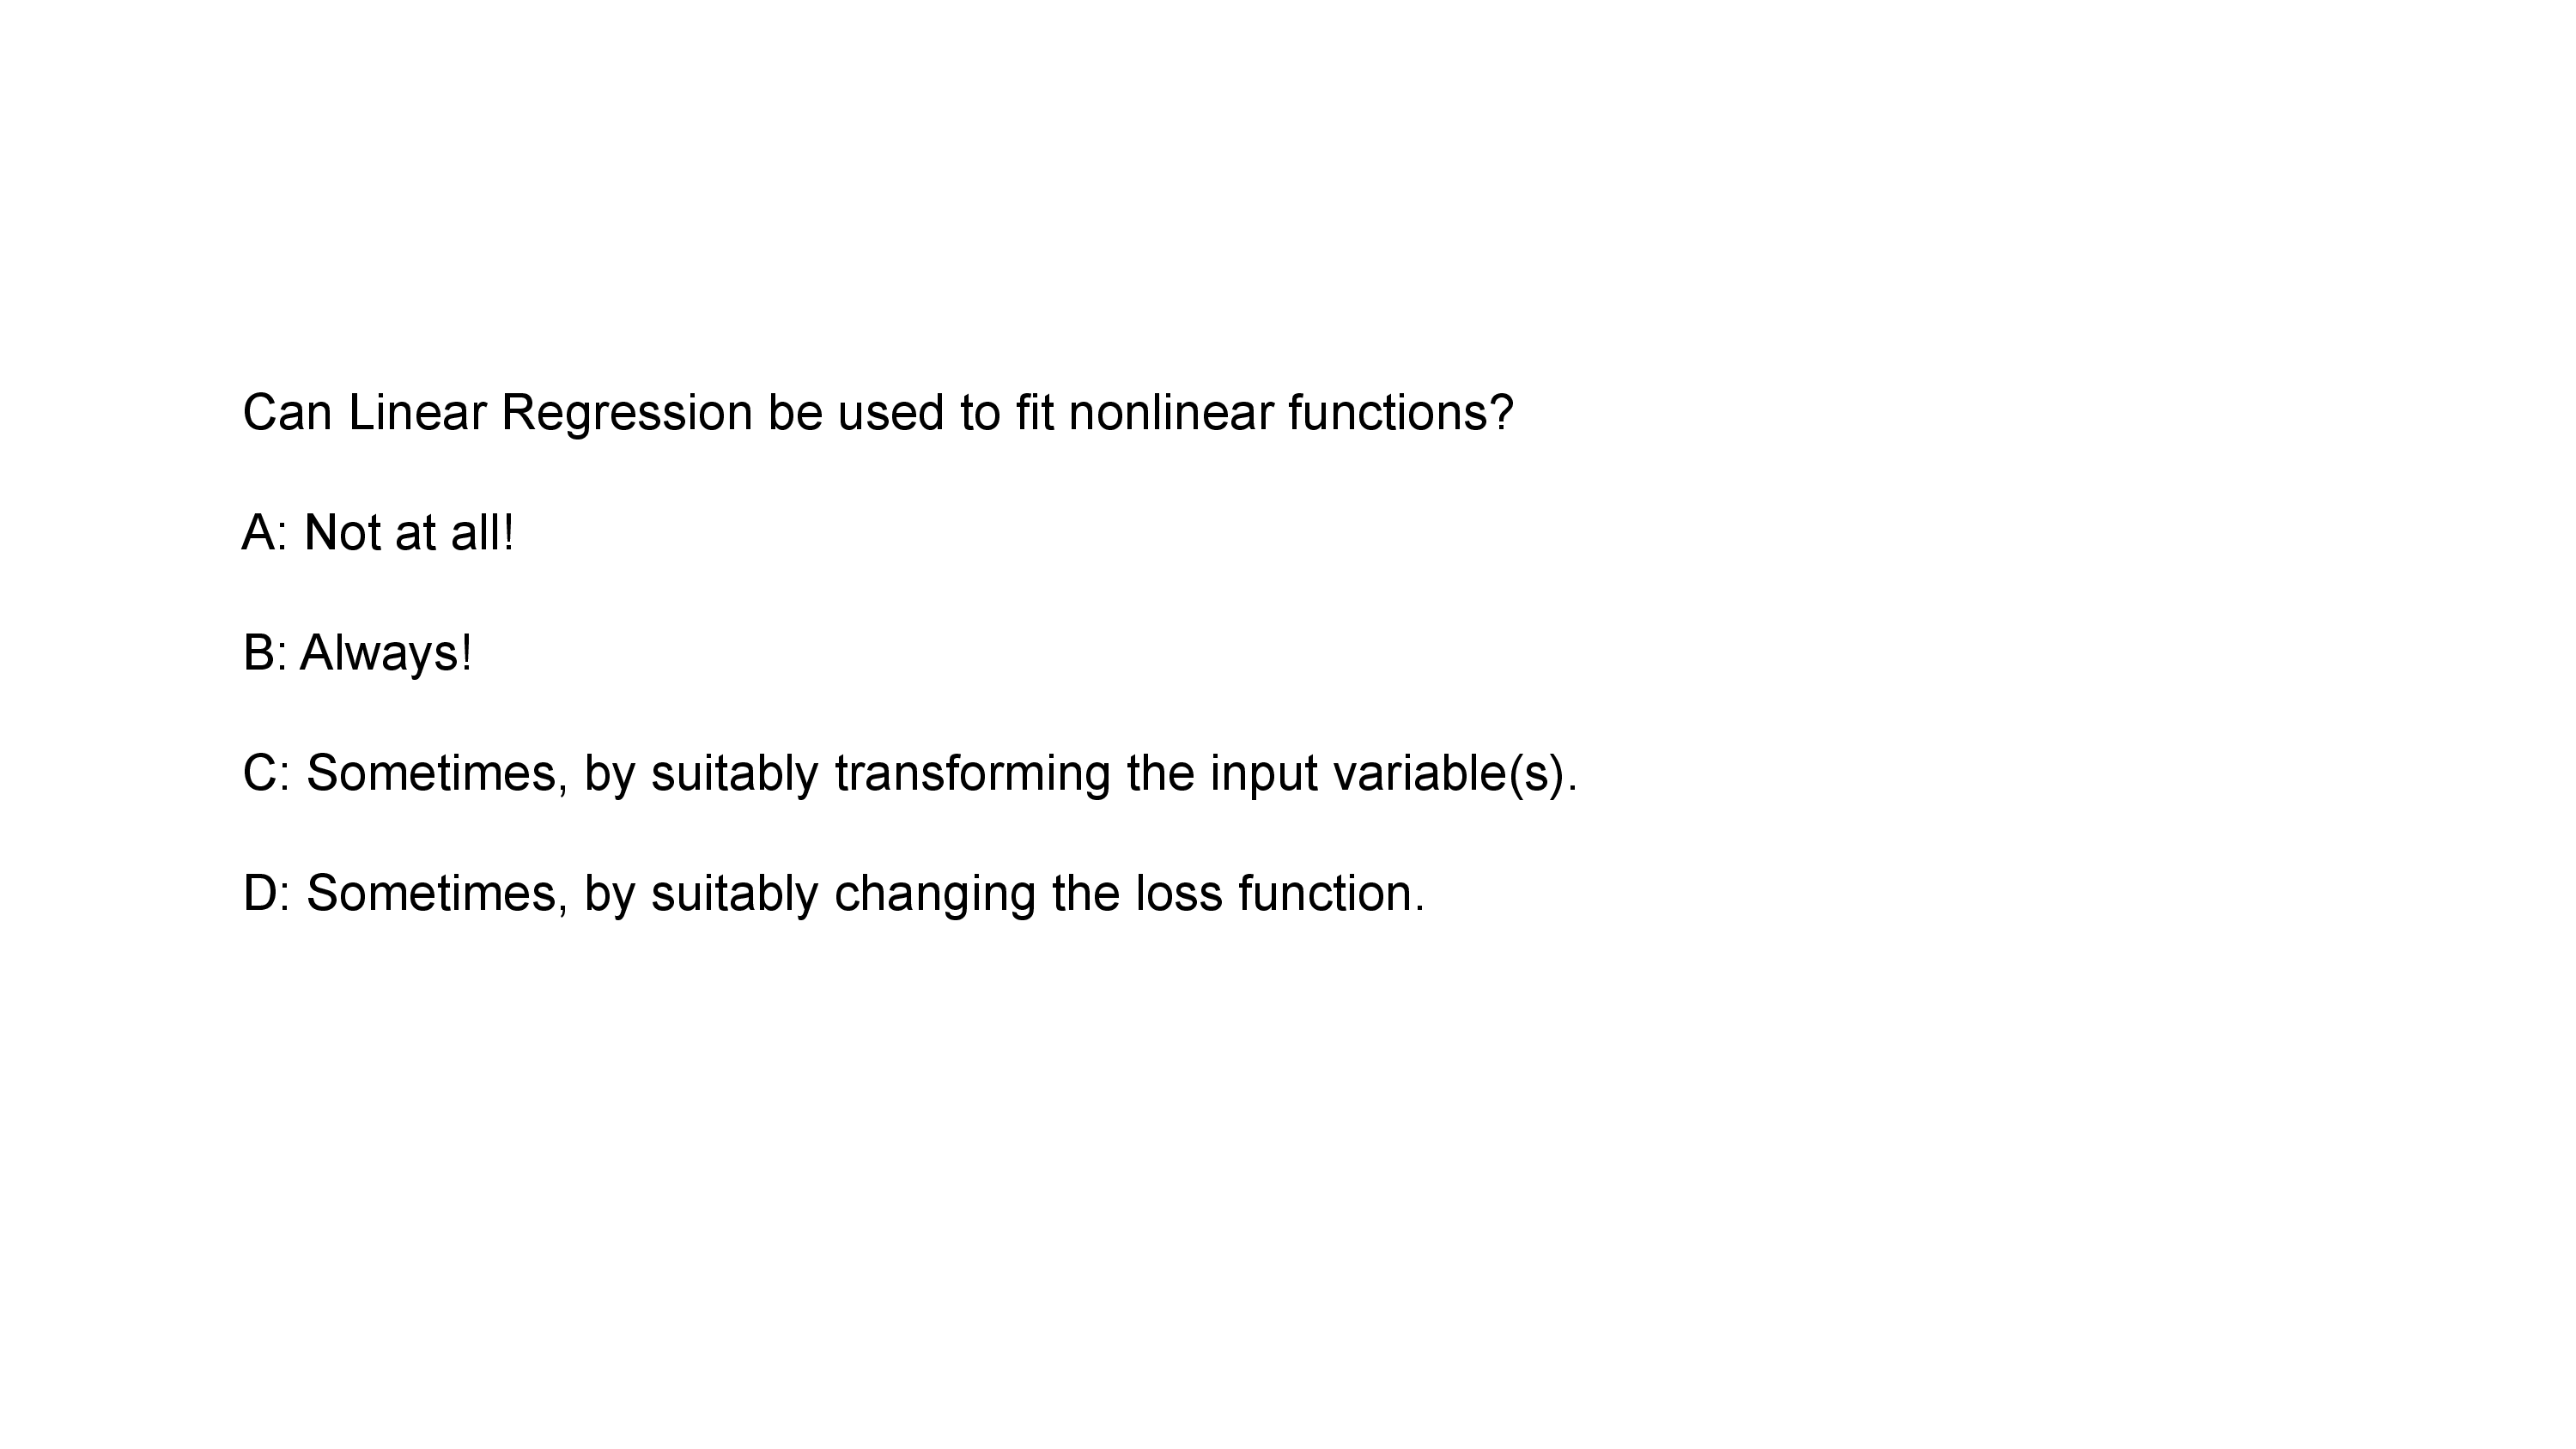 Can Linear Regression be used to fit nonlinear functions?
A: Not at all!
B: Always!
C: Sometimes, by suitably transforming the input variable(s).
D: Sometimes, by suitably changing the loss function.